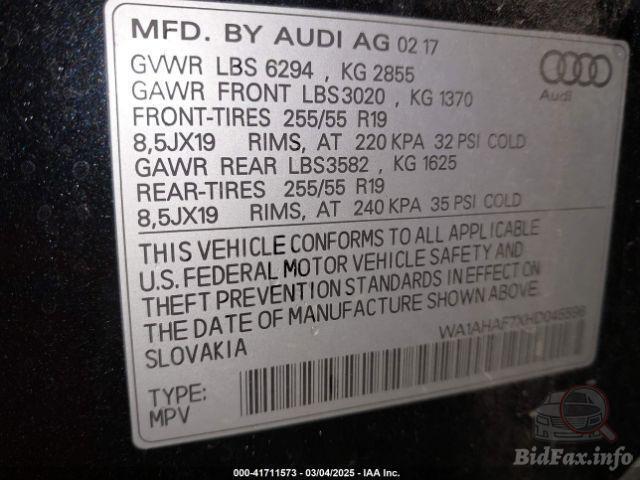 MFD. BY AUDI AG 02 17
GVWR LBS 6294 , KG 2855
GAWR FRONT LBS3020 , KG 1370
FRONT-TIRES 255/55 R19
8,5JX19 RIMS, AT 220 KPA 32 PSI COLD
GAWR REAR LBS3582 , KG 1625
REAR-TIRES 255/55 R19
8,5JX19 RIMS, AT 240 KPA 35 PSI COLD
Audi
THIS VEHICLE CONFORMS TO ALL APPLICABLE
U.S. FEDERAL MOTOR VEHICLE SAFETY AND
THEFT PREVENTION STANDARDS IN EFFECT ON
THE DATE OF MANUFACTURE SHOWN ABOVE.
SLOVAKIA
WA1AHAF7XHD045596
TYPE:
MPV
BidFax.info
000-41711573 - 03/04/2025 - IAA Inc.